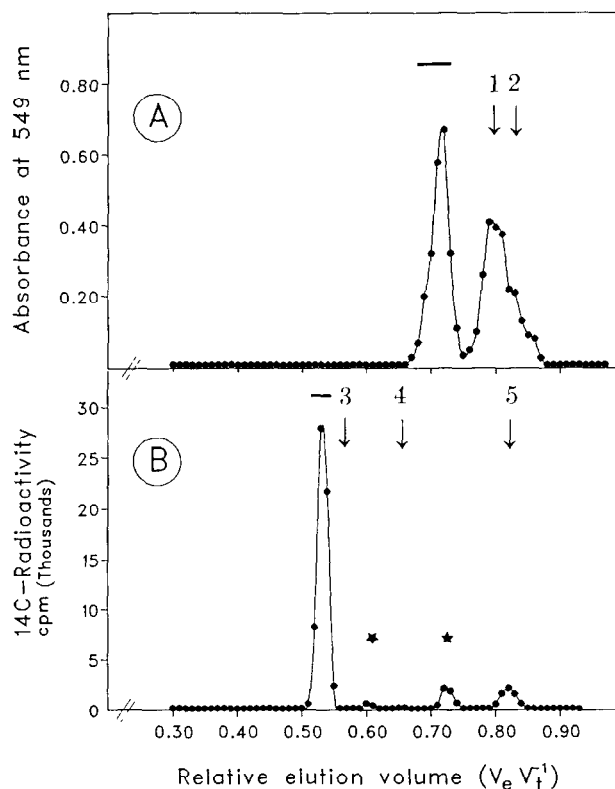 A
Absorbance at 549 nm
0.80
0.60
0.40
0.20
1 2
B
14C-Radioactivity
cpm (Thousands)
30
25
20
15
10
5
0
3 4 5
0.30 0.40 0.50 0.60 0.70 0.80 0.90
Relative elution volume (Ve Vt-1)